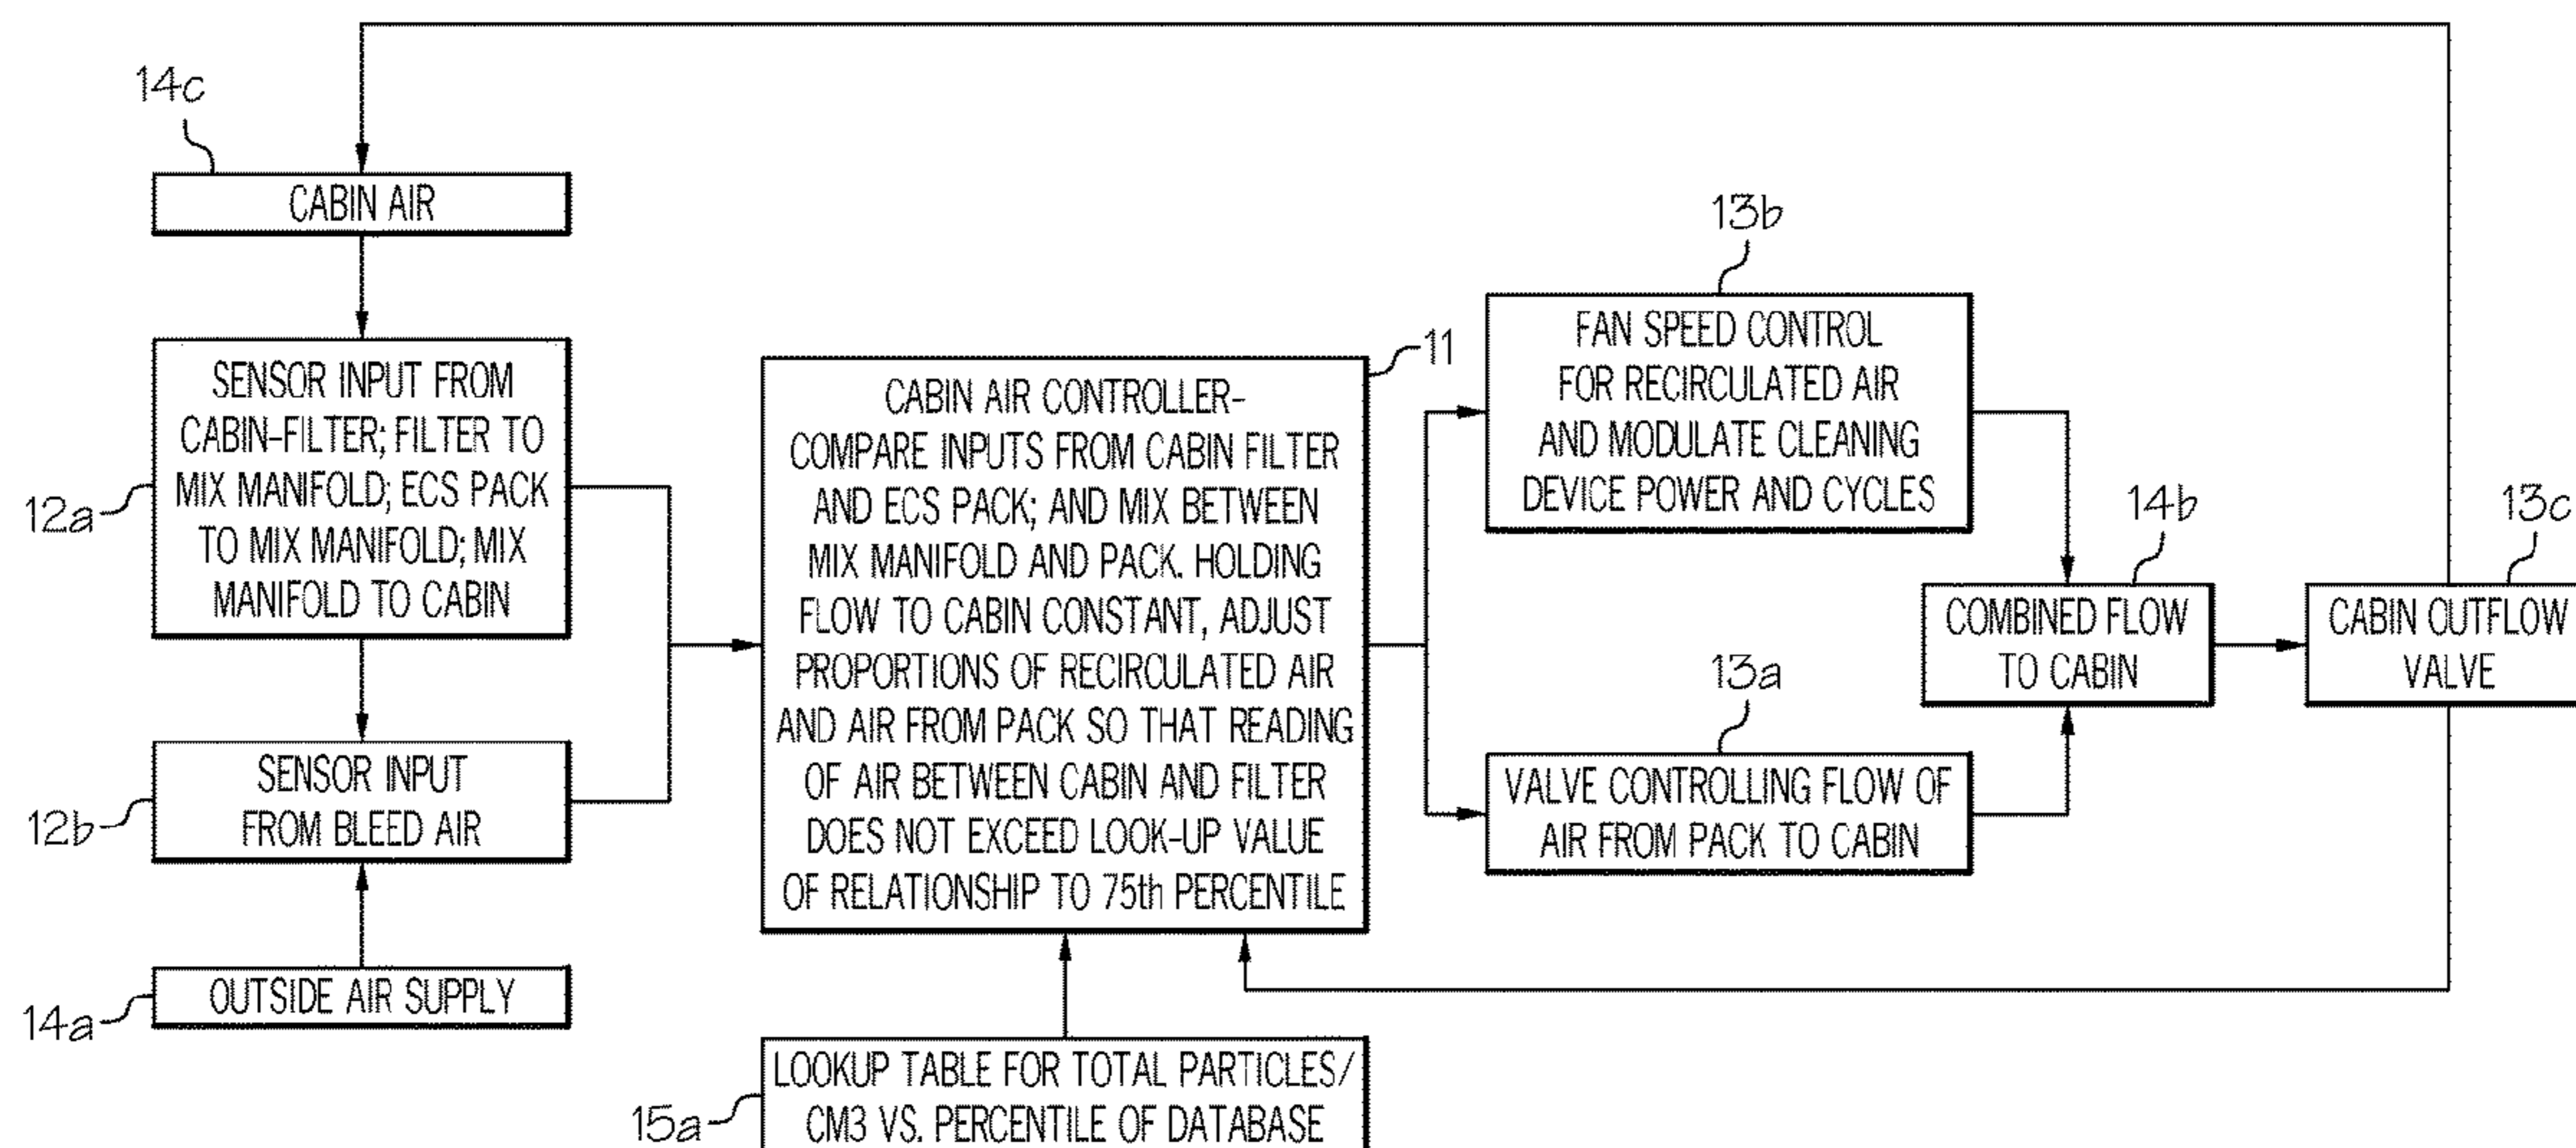 14c
CABIN AIR
12a
SENSOR INPUT FROM
CABIN-FILTER; FILTER TO
MIX MANIFOLD; ECS PACK
TO MIX MANIFOLD; MIX
MANIFOLD TO CABIN
12b
SENSOR INPUT
FROM BLEED AIR
14a
OUTSIDE AIR SUPPLY
11
CABIN AIR CONTROLLER-
COMPARE INPUTS FROM CABIN FILTER
AND ECS PACK; AND MIX BETWEEN
MIX MANIFOLD AND PACK. HOLDING
FLOW TO CABIN CONSTANT, ADJUST
PROPORTIONS OF RECIRCULATED AIR
AND AIR FROM PACK SO THAT READING
OF AIR BETWEEN CABIN AND FILTER
DOES NOT EXCEED LOOK-UP VALUE
OF RELATIONSHIP TO 75th PERCENTILE
15a
LOOKUP TABLE FOR TOTAL PARTICLES/
CM3 VS. PERCENTILE OF DATABASE
13b
FAN SPEED CONTROL
FOR RECIRCULATED AIR
AND MODULATE CLEANING
DEVICE POWER AND CYCLES
13a
VALVE CONTROLLING FLOW OF
AIR FROM PACK TO CABIN
14b
COMBINED FLOW
TO CABIN
13c
CABIN OUTFLOW
VALVE